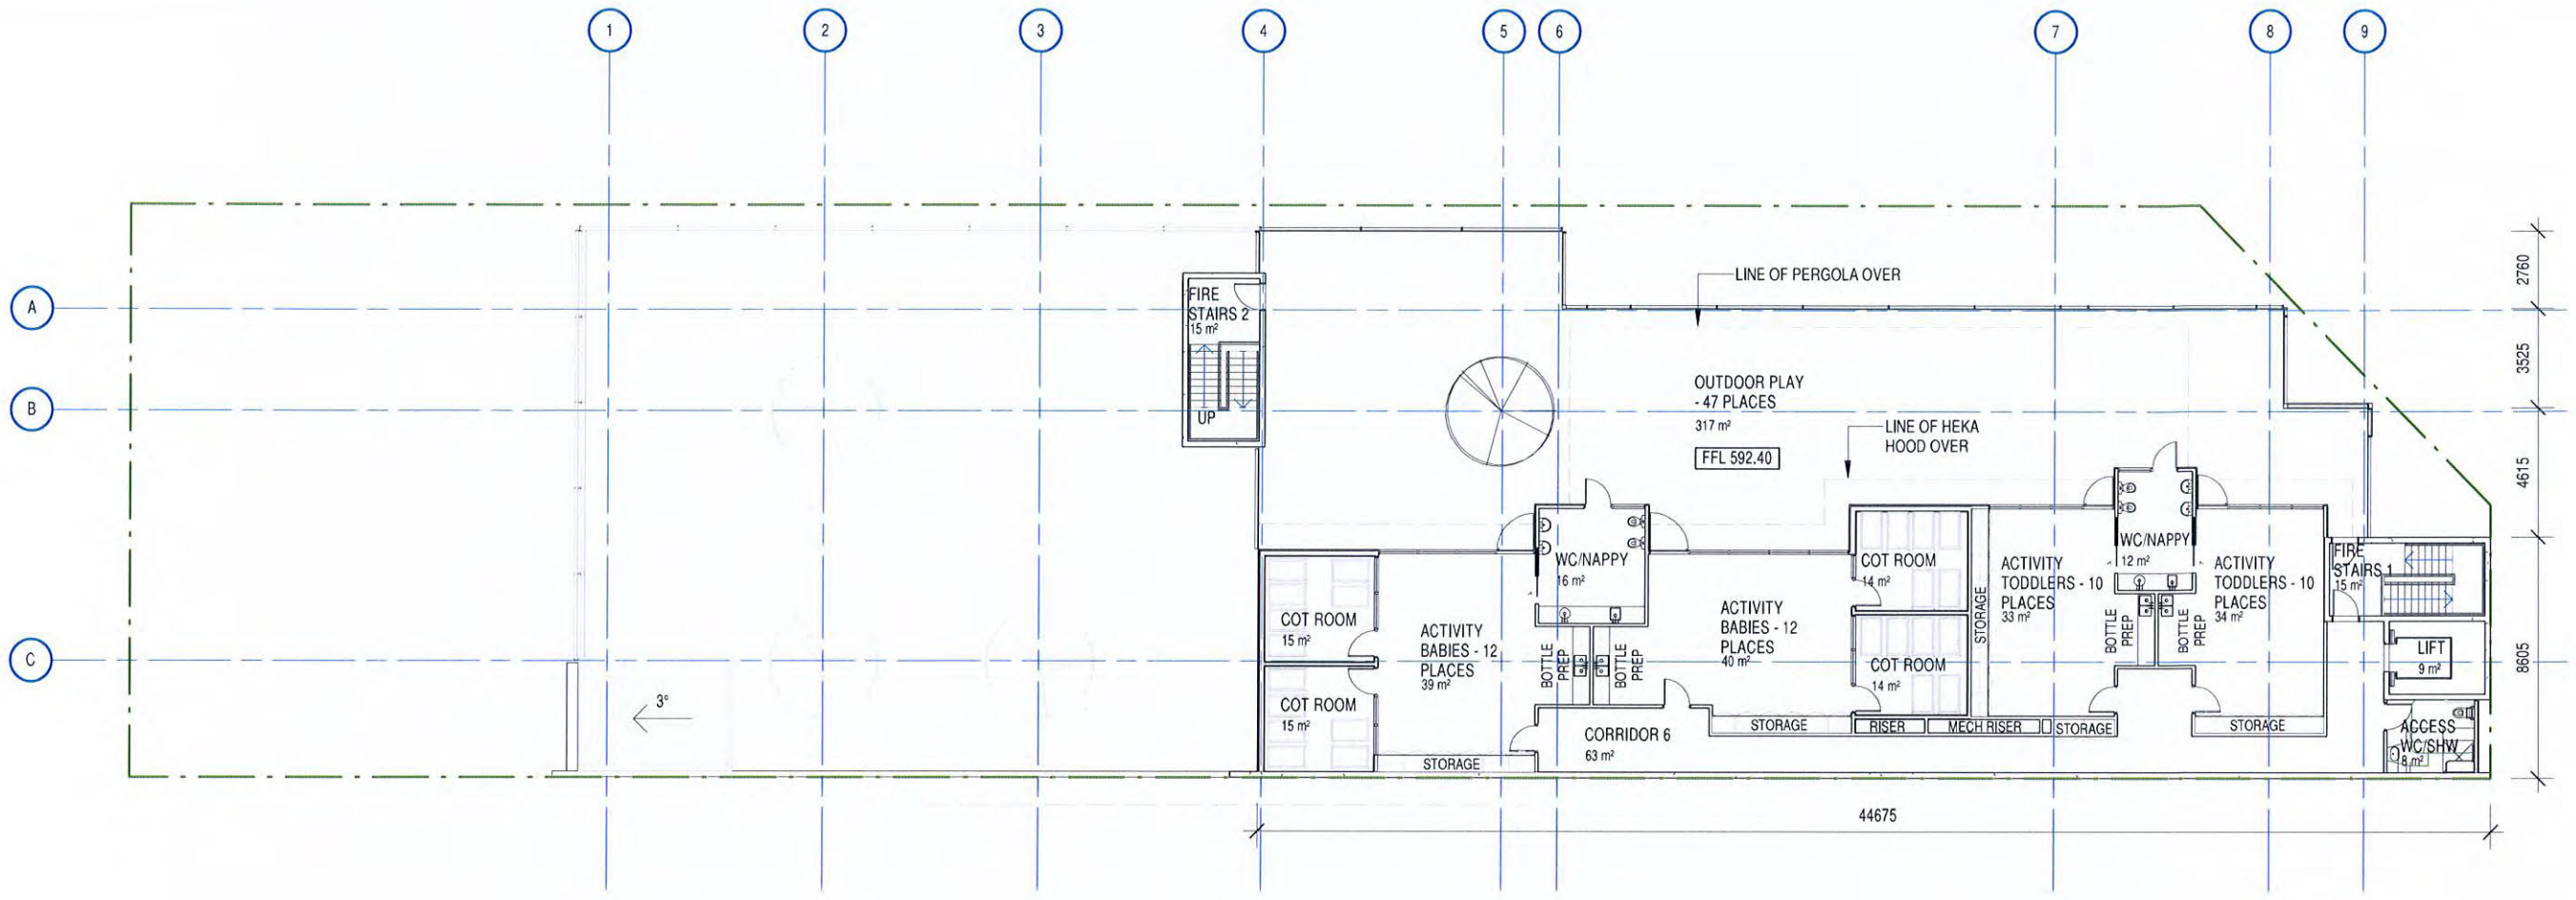 1
2
3
4
5
6
7
8
9
A
B
C
FIRE
STAIRS 2
15 m²
UP
LINE OF PERGOLA OVER
OUTDOOR PLAY
- 47 PLACES
317 m²
FFL 592.40
LINE OF HEKA
HOOD OVER
2760
3525
4615
8605
COT ROOM
15 m²
COT ROOM
15 m²
ACTIVITY
BABIES - 12
PLACES
39 m²
STORAGE
WC/NAPPY
16 m²
BOTTLE
PREP
BOTTLE
PREP
CORRIDOR 6
63 m²
ACTIVITY
BABIES - 12
PLACES
40 m²
STORAGE
COT ROOM
14 m²
COT ROOM
14 m²
RISER
MECH RISER
STORAGE
STORAGE
ACTIVITY
TODDLERS - 10
PLACES
33 m²
WC/NAPPY
12 m²
BOTTLE
PREP
BOTTLE
PREP
ACTIVITY
TODDLERS - 10
PLACES
34 m²
STORAGE
FIRE
STAIRS 1
15 m²
LIFT
9 m²
ACCESS
WC/SHW
8 m²
3°
44675